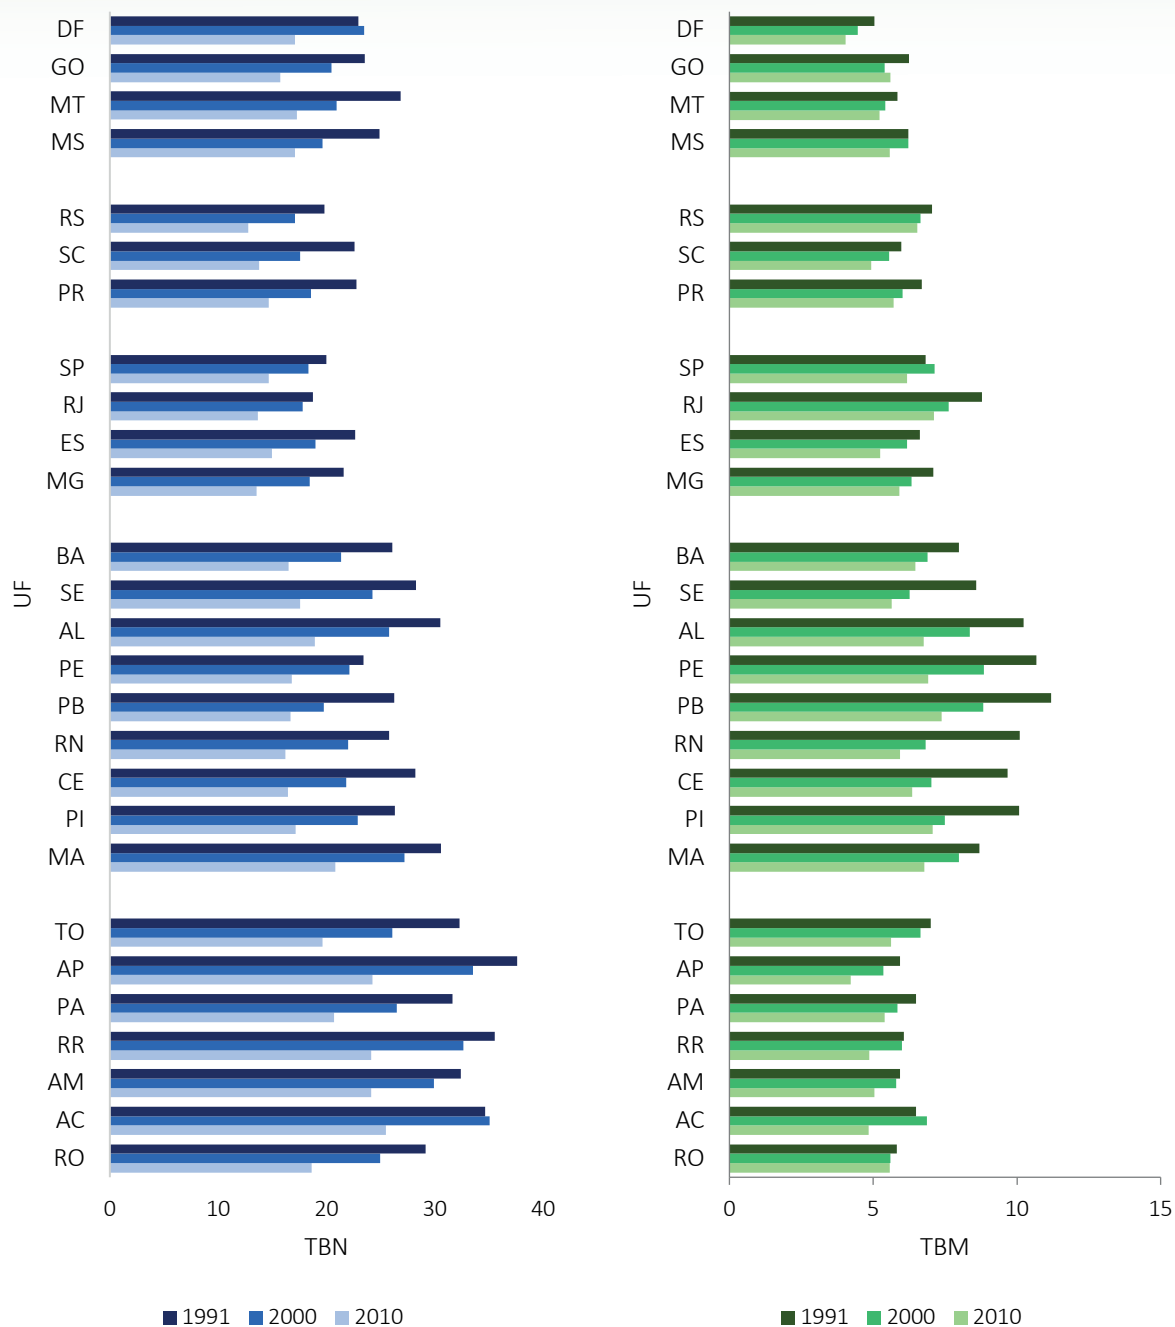 DF
GO
MT
MS
RS
SC
PR
SP
RJ
ES
MG
BA
SE
AL
PE
PB
RN
CE
PI
MA
TO
AP
PA
RR
AM
AC
RO
UF
0 10 20 30 40
TBN
1991 2000 2010
DF
GO
MT
MS
RS
SC
PR
SP
RJ
ES
MG
BA
SE
AL
PE
PB
RN
CE
PI
MA
TO
AP
PA
RR
AM
AC
RO
UF
0 5 10 15
TBM
1991 2000 2010